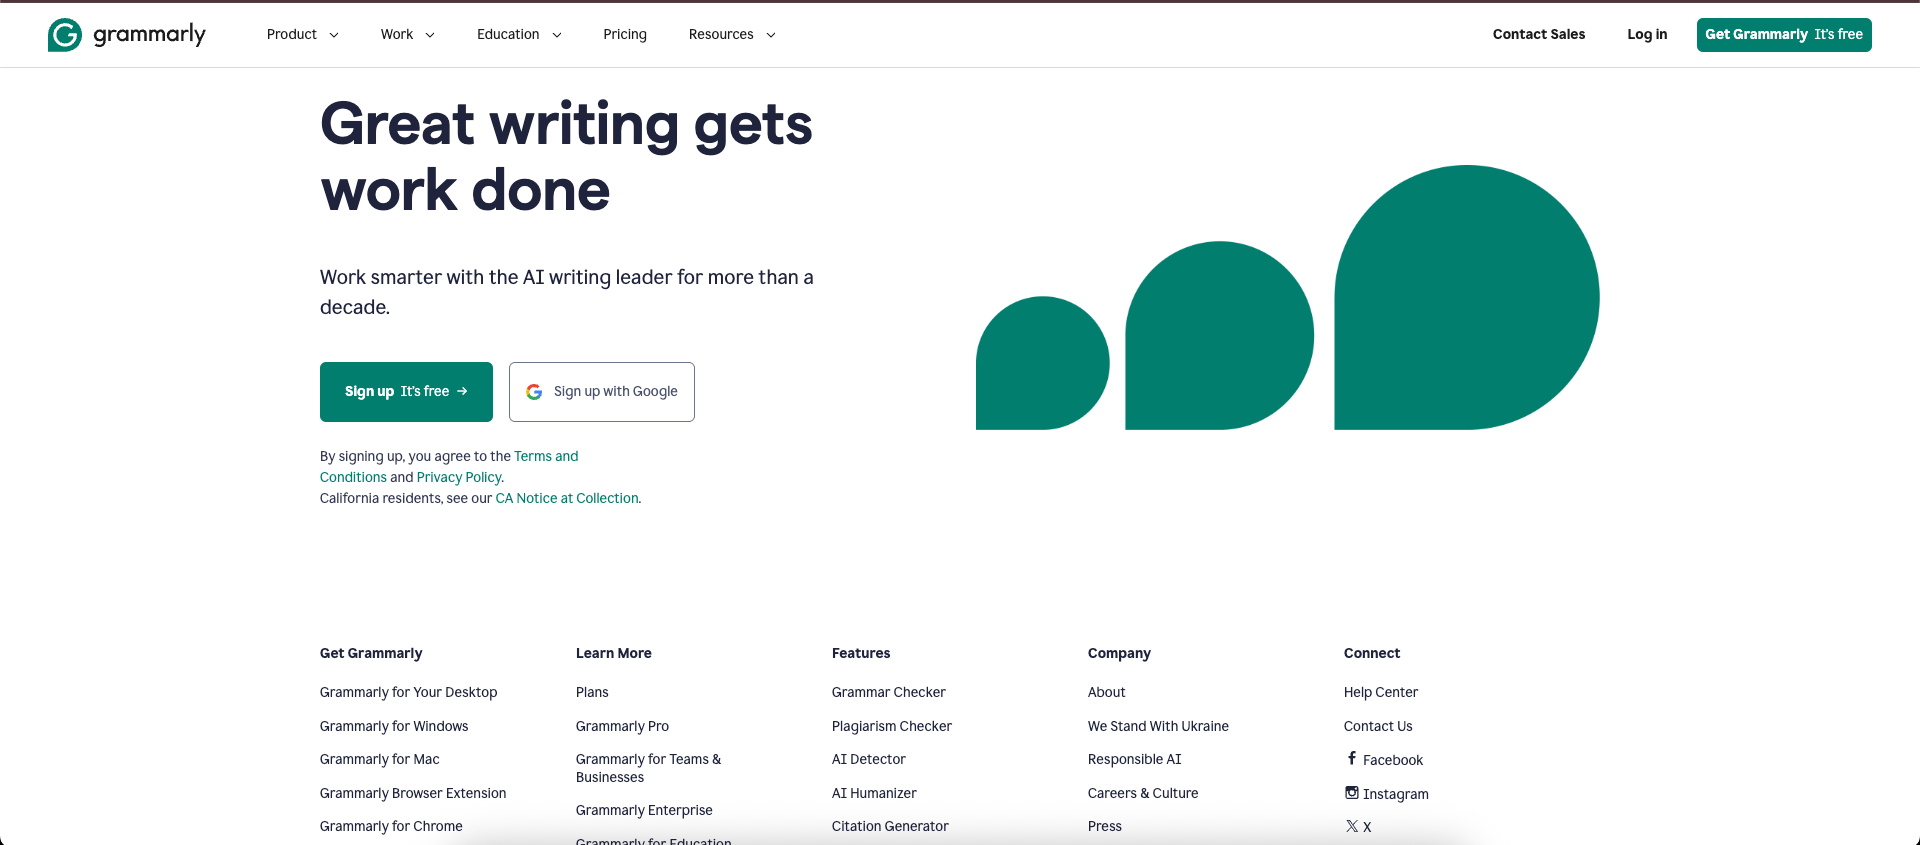 grammarly
Product
Work
Education
Pricing
Resources
Contact Sales
Log in
Get Grammarly It's free
Great writing gets
work done
Work smarter with the AI writing leader for more than a
decade.
Sign up It's free →
Sign up with Google
By signing up, you agree to the Terms and
Conditions and Privacy Policy.
California residents, see our CA Notice at Collection.
Get Grammarly
Grammarly for Your Desktop
Grammarly for Windows
Grammarly for Mac
Grammarly Browser Extension
Grammarly for Chrome
Learn More
Plans
Grammarly Pro
Grammarly for Teams &
Businesses
Grammarly Enterprise
Grammarly for Education
Features
Grammar Checker
Plagiarism Checker
AI Detector
AI Humanizer
Citation Generator
Company
About
We Stand With Ukraine
Responsible AI
Careers & Culture
Press
Connect
Help Center
Contact Us
Facebook
Instagram
X